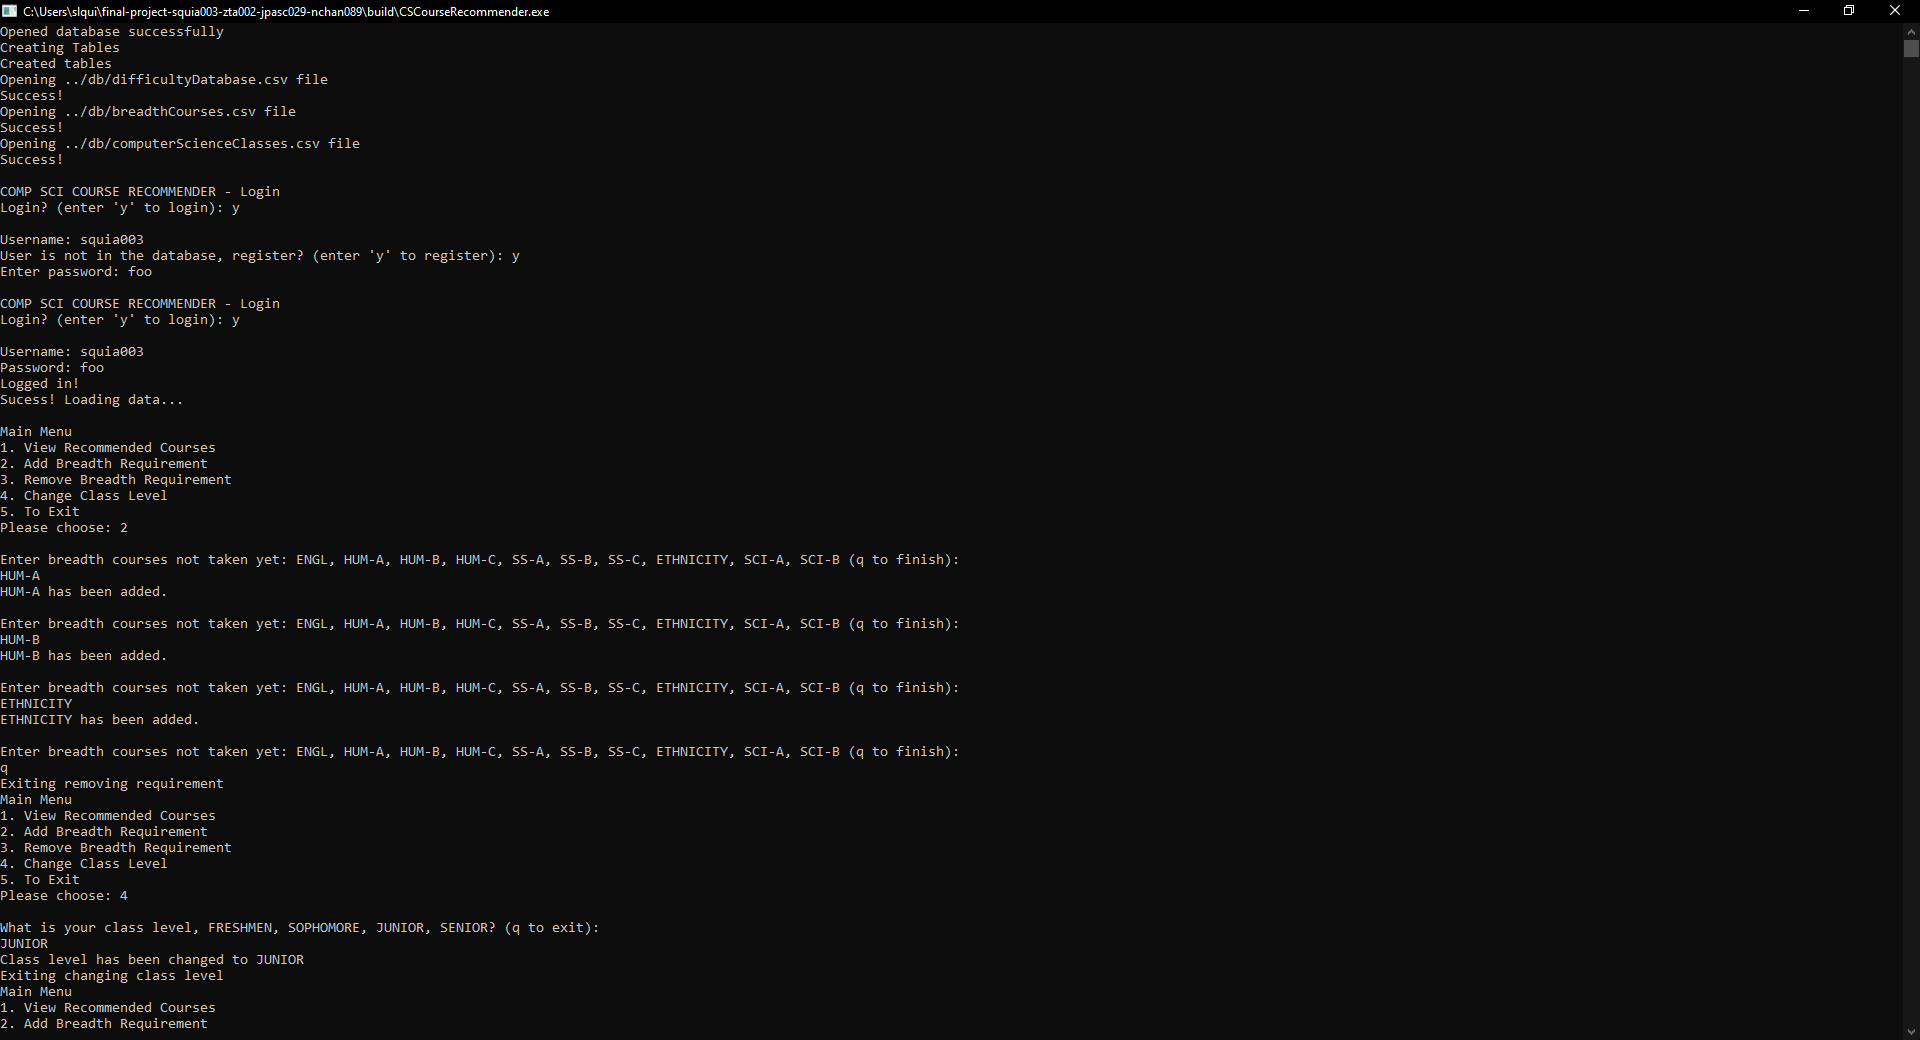 C:\Users\slqui\final-project-squia003-zta002-jpasc029-nchan089\build\CSCourseRecommender.exe
Opened database successfully
Creating Tables
Created tables
Opening ../db/difficultyDatabase.csv file
Success!
Opening ../db/breadthCourses.csv file
Success!
Opening ../db/computerScienceClasses.csv file
Success!
COMP SCI COURSE RECOMMENDER - Login
Login? (enter 'y' to login): y
Username: squia003
User is not in the database, register? (enter 'y' to register): y
Enter password: foo
COMP SCI COURSE RECOMMENDER - Login
Login? (enter 'y' to login): y
Username: squia003
Password: foo
Logged in!
Sucess! Loading data...
Main Menu
1. View Recommended Courses
2. Add Breadth Requirement
3. Remove Breadth Requirement
4. Change Class Level
5. To Exit
Please choose: 2
Enter breadth courses not taken yet: ENGL, HUM-A, HUM-B, HUM-C, SS-A, SS-B, SS-C, ETHNICITY, SCI-A, SCI-B (q to finish):
HUM-A
HUM-A has been added.
Enter breadth courses not taken yet: ENGL, HUM-A, HUM-B, HUM-C, SS-A, SS-B, SS-C, ETHNICITY, SCI-A, SCI-B (q to finish):
HUM-B
HUM-B has been added.
Enter breadth courses not taken yet: ENGL, HUM-A, HUM-B, HUM-C, SS-A, SS-B, SS-C, ETHNICITY, SCI-A, SCI-B (q to finish):
ETHNICITY
ETHNICITY has been added.
Enter breadth courses not taken yet: ENGL, HUM-A, HUM-B, HUM-C, SS-A, SS-B, SS-C, ETHNICITY, SCI-A, SCI-B (q to finish):
q
Exiting removing requirement
Main Menu
1. View Recommended Courses
2. Add Breadth Requirement
3. Remove Breadth Requirement
4. Change Class Level
5. To Exit
Please choose: 4
What is your class level, FRESHMEN, SOPHOMORE, JUNIOR, SENIOR? (q to exit):
JUNIOR
Class level has been changed to JUNIOR
Exiting changing class level
Main Menu
1. View Recommended Courses
2. Add Breadth Requirement